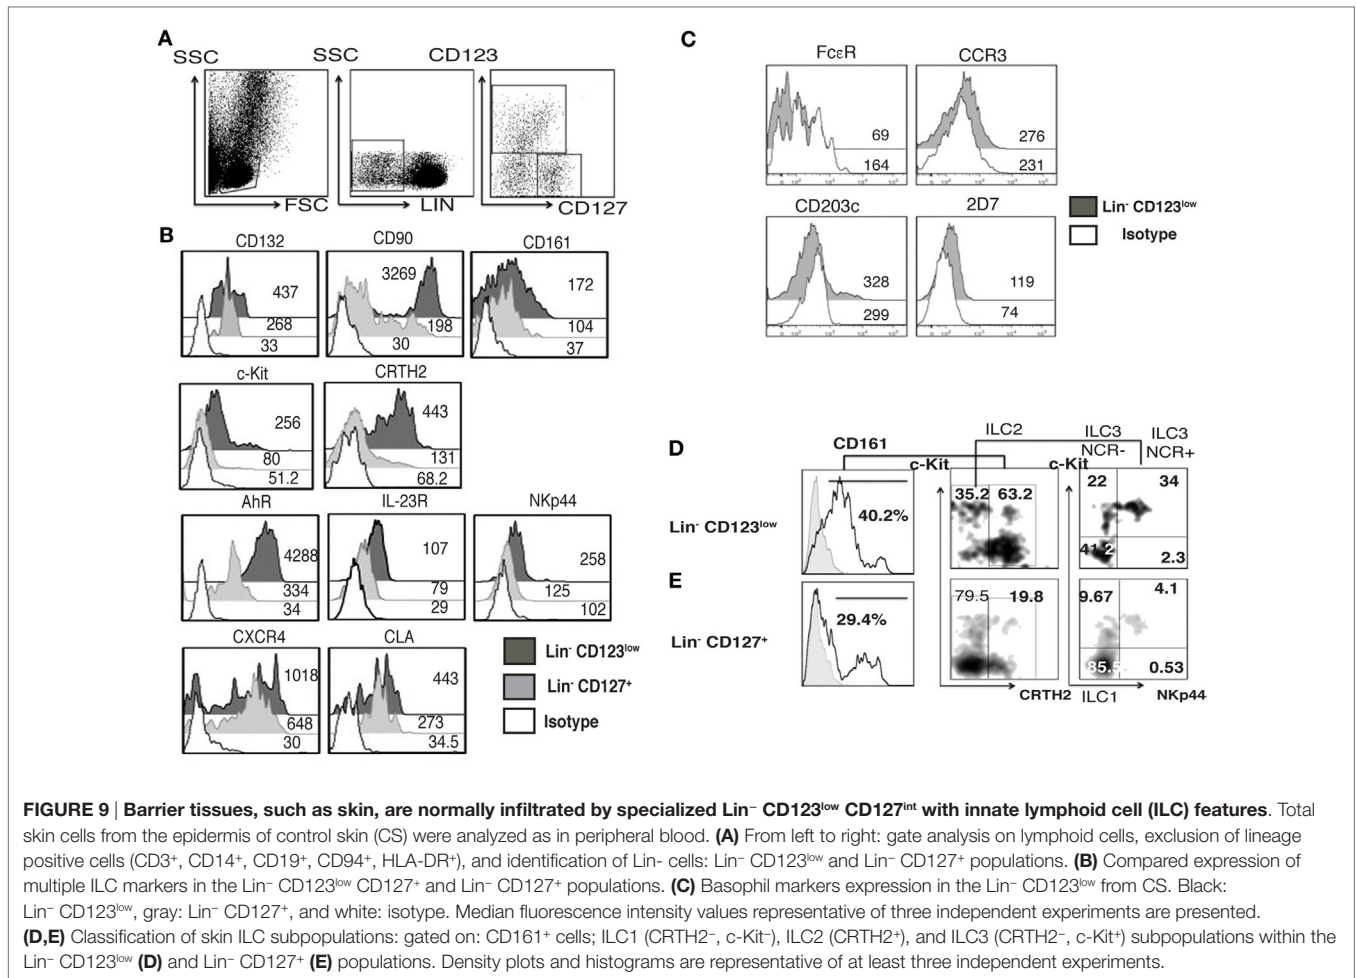 A
SSC
SSC
CD123
FSC
LIN
CD127
B
CD132
CD90
CD161
437
268
33
3269
198
30
172
104
37
c-Kit
CRTH2
256
80
51.2
443
131
68.2
AhR
IL-23R
NKp44
4288
334
34
107
79
29
258
125
102
CXCR4
CLA
1018
648
30
443
273
34.5
Lin⁻ CD123ˡᵒʷ
Lin⁻ CD127⁺
Isotype
C
FcεR
CCR3
69
164
276
231
CD203c
2D7
328
299
119
74
Lin⁻ CD123ˡᵒʷ
Isotype
D
CD161
ILC2
ILC3
NCR-
ILC3
NCR+
c-Kit
c-Kit
Lin⁻ CD123ˡᵒʷ
40.2%
35.2
63.2
22
34
41.2
2.3
E
Lin⁻ CD127⁺
29.4%
79.5
19.8
9.67
4.1
85.5
0.53
CRTH2
ILC1
NKp44
FIGURE 9 | Barrier tissues, such as skin, are normally infiltrated by specialized Lin⁻ CD123ˡᵒʷ CD127ⁱⁿᵗ with innate lymphoid cell (ILC) features. Total
skin cells from the epidermis of control skin (CS) were analyzed as in peripheral blood. (A) From left to right: gate analysis on lymphoid cells, exclusion of lineage
positive cells (CD3⁺, CD14⁺, CD19⁺, CD94⁺, HLA-DR⁺), and identification of Lin- cells: Lin⁻ CD123ˡᵒʷ and Lin⁻ CD127⁺ populations. (B) Compared expression of
multiple ILC markers in the Lin⁻ CD123ˡᵒʷ CD127⁺ and Lin⁻ CD127⁺ populations. (C) Basophil markers expression in the Lin⁻ CD123ˡᵒʷ from CS. Black:
Lin⁻ CD123ˡᵒʷ, gray: Lin⁻ CD127⁺, and white: isotype. Median fluorescence intensity values representative of three independent experiments are presented.
(D,E) Classification of skin ILC subpopulations: gated on: CD161⁺ cells; ILC1 (CRTH2⁻, c-Kit⁻), ILC2 (CRTH2⁺), and ILC3 (CRTH2⁻, c-Kit⁺) subpopulations within the
Lin⁻ CD123ˡᵒʷ (D) and Lin⁻ CD127⁺ (E) populations. Density plots and histograms are representative of at least three independent experiments.